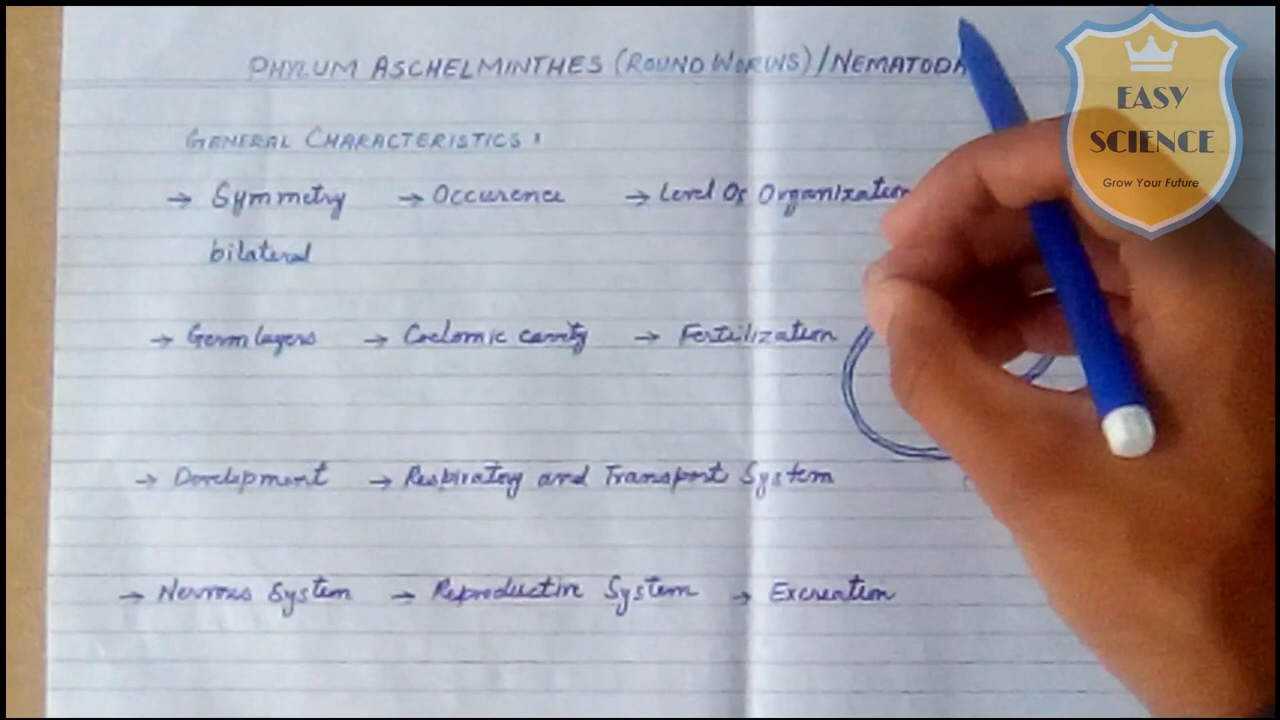 PHYLUM ASCHELMINTHES (ROUND WORMS)/NEMATODA
EASY
SCIENCE
Grow Your Future
GENERAL CHARACTERISTICS:
→ Symmetry → Occurence → Level Of Organization
bilateral
→ Germ layers → Coelomic cavity → Fertilization
→ Development → Respiratory and Transport System
→ Nervous System → Reproductive System → Excreation